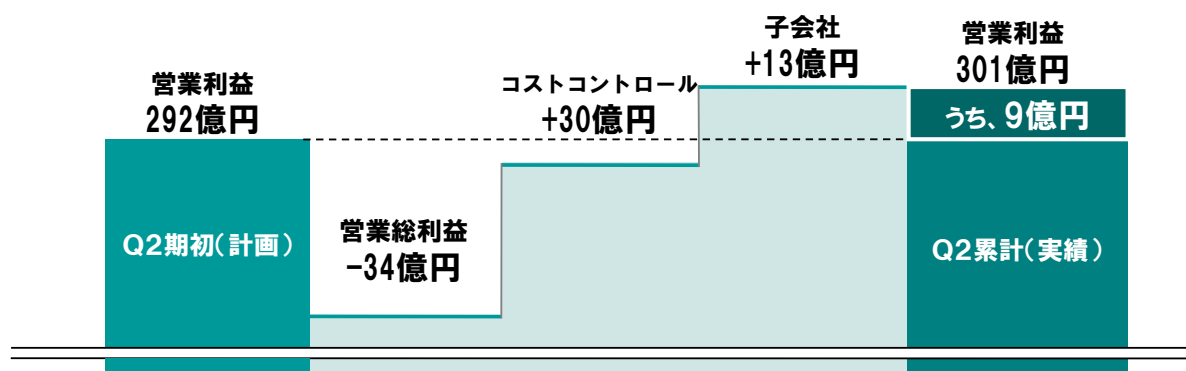 営業利益
292億円
Q2期初(計画)
営業総利益
-34億円
コストコントロール
+30億円
子会社
+13億円
営業利益
301億円
うち、9億円
Q2累計(実績)